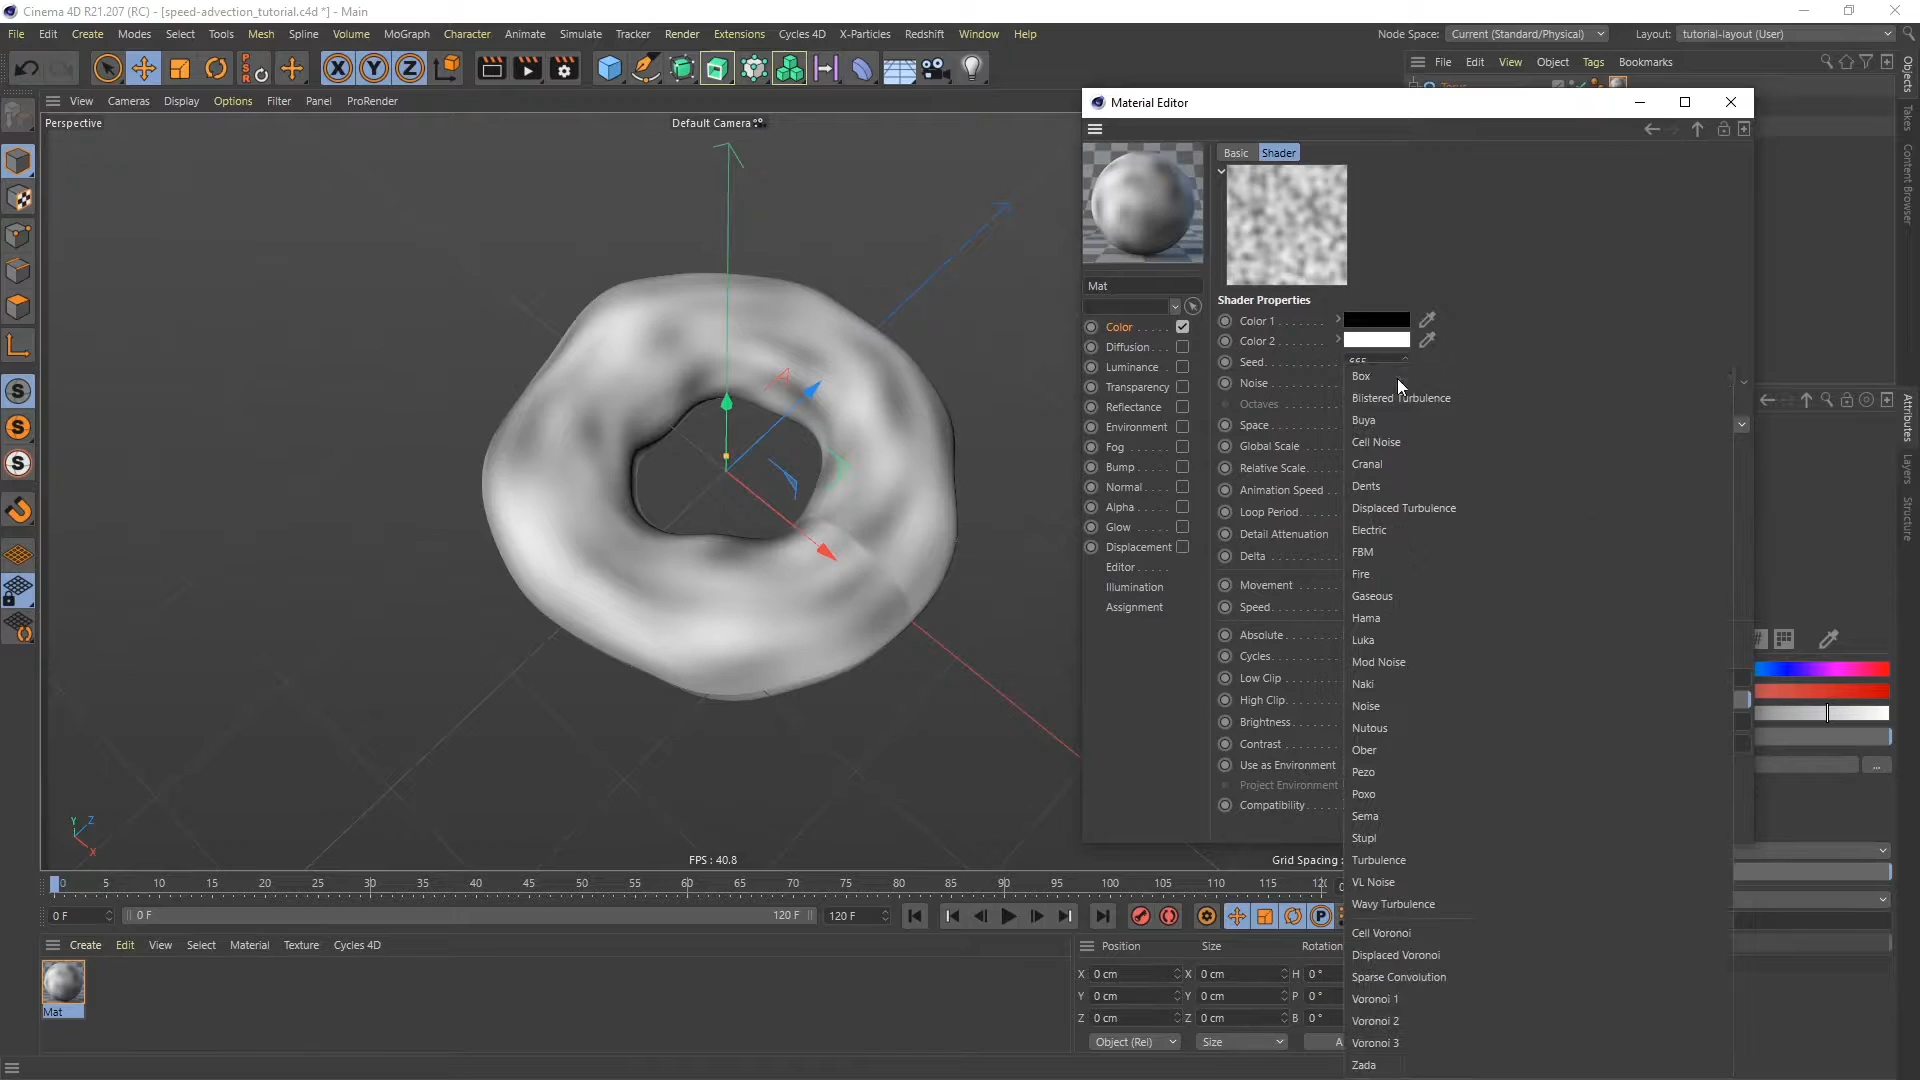 Cinema 4D R21.207 (RC) - [speed-advection_tutorial.c4d *] - Main
File Edit Create Modes Select Tools Mesh Spline Volume MoGraph Character Animate Simulate Tracker Render Extensions Cycles 4D X-Particles Redshift Window Help
Node Space: Current (Standard/Physical) Layout: tutorial-layout (User)
PSR X Y Z
File Edit View Object Tags Bookmarks
View Cameras Display Options Filter Panel ProRender
Perspective
Default Camera
Objects
Takes
Content Browser
Attributes
Layers
Structure
Material Editor
Basic Shader
Mat
Color
Diffusion
Luminance
Transparency
Reflectance
Environment
Fog
Bump
Normal
Alpha
Glow
Displacement
Editor
Illumination
Assignment
Shader Properties
Color 1
Color 2
Seed
Noise
Octaves
Space
Global Scale
Relative Scale
Animation Speed
Loop Period
Detail Attenuation
Delta
Movement
Speed
Absolute
Cycles
Low Clip
High Clip
Brightness
Contrast
Use as Environment
Project Environment
Compatibility
Box
Blistered Turbulence
Buya
Cell Noise
Cranal
Dents
Displaced Turbulence
Electric
FBM
Fire
Gaseous
Hama
Luka
Mod Noise
Naki
Noise
Nutous
Ober
Pezo
Poxo
Sema
Stupl
Turbulence
VL Noise
Wavy Turbulence
Cell Voronoi
Displaced Voronoi
Sparse Convolution
Voronoi 1
Voronoi 2
Voronoi 3
Zada
Y Z
X
FPS : 40.8
Grid Spacing :
0 5 10 15 20 25 30 35 40 45 50 55 60 65 70 75 80 85 90 95 100 105 110 115
0 F 0 F 120 F 120 F
P
Create Edit View Select Material Texture Cycles 4D
Mat
Position Size
X 0 cm X 0 cm H 0 °
Y 0 cm Y 0 cm P 0 °
Z 0 cm Z 0 cm B 0 °
Object (Rel) Size
...